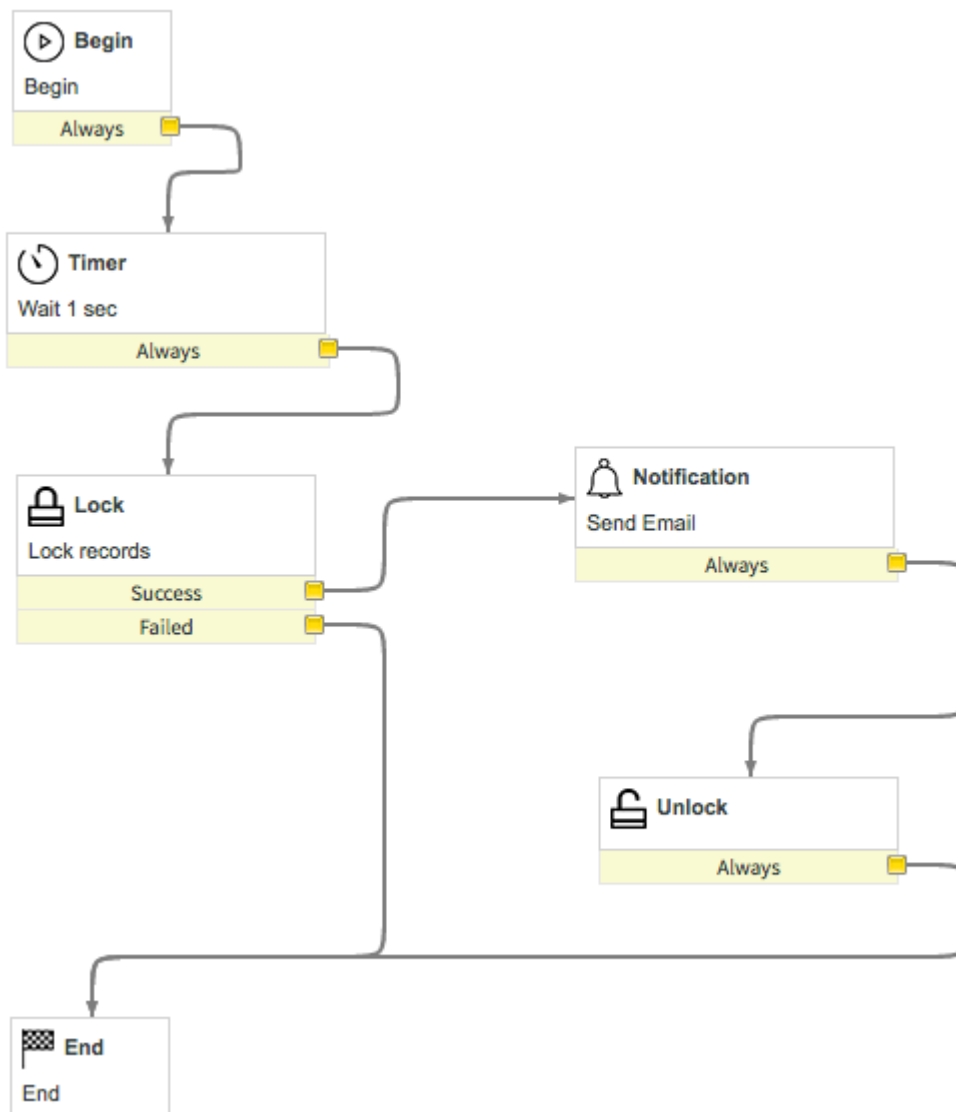 Begin
Begin
Always
Timer
Wait 1 sec
Always
Lock
Lock records
Success
Failed
Notification
Send Email
Always
Unlock
Always
End
End